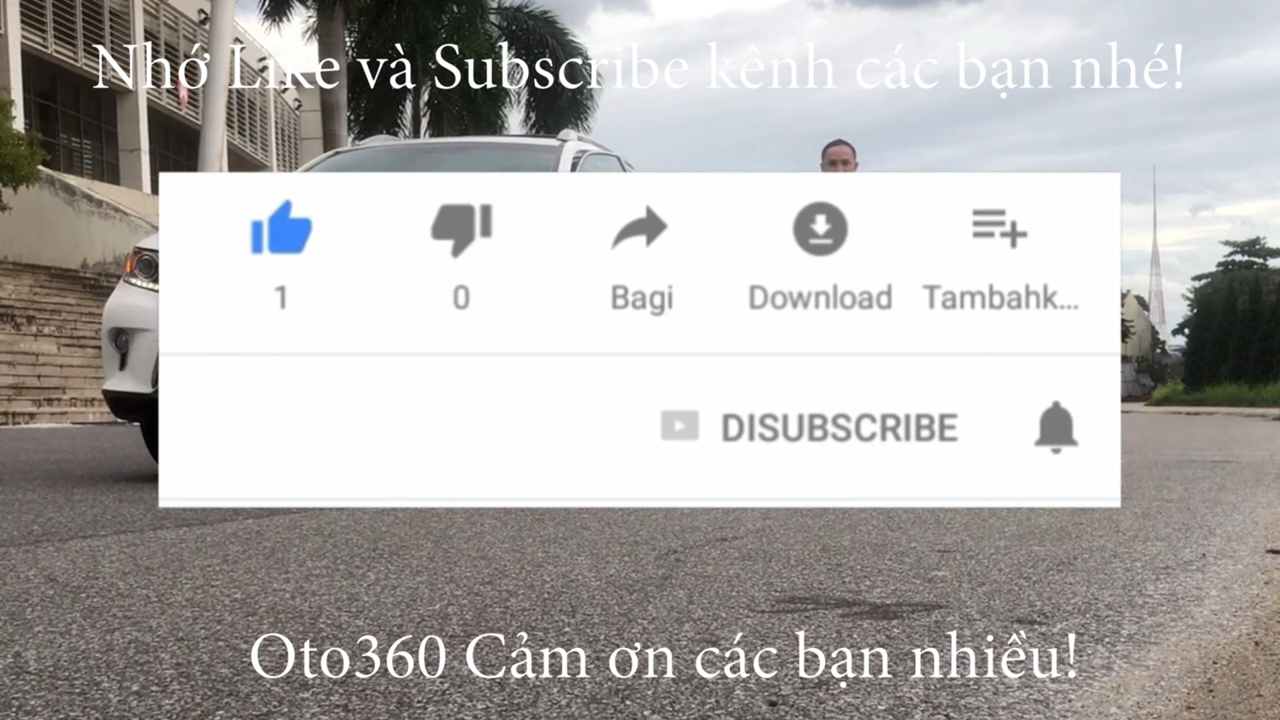 Nhớ Like và Subscribe kênh các bạn nhé!
1 0 Bagi Download Tambahk...
DISUBSCRIBE
Oto360 Cảm ơn các bạn nhiều!